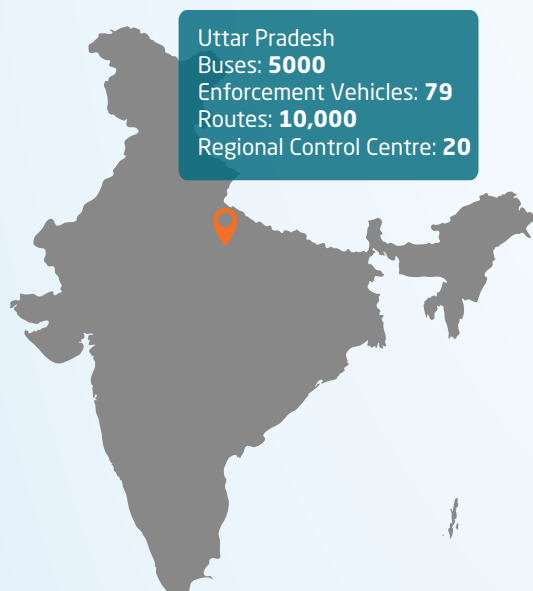 Uttar Pradesh
Buses: 5000
Enforcement Vehicles: 79
Routes: 10,000
Regional Control Centre: 20